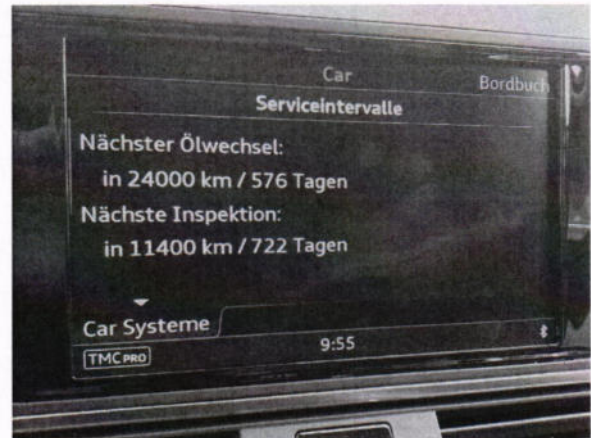 Car
Bordbuch
Serviceintervalle
Nächster Ölwechsel:
in 24000 km / 576 Tagen
Nächste Inspektion:
in 11400 km / 722 Tagen
Car Systeme
TMC PRO
9:55